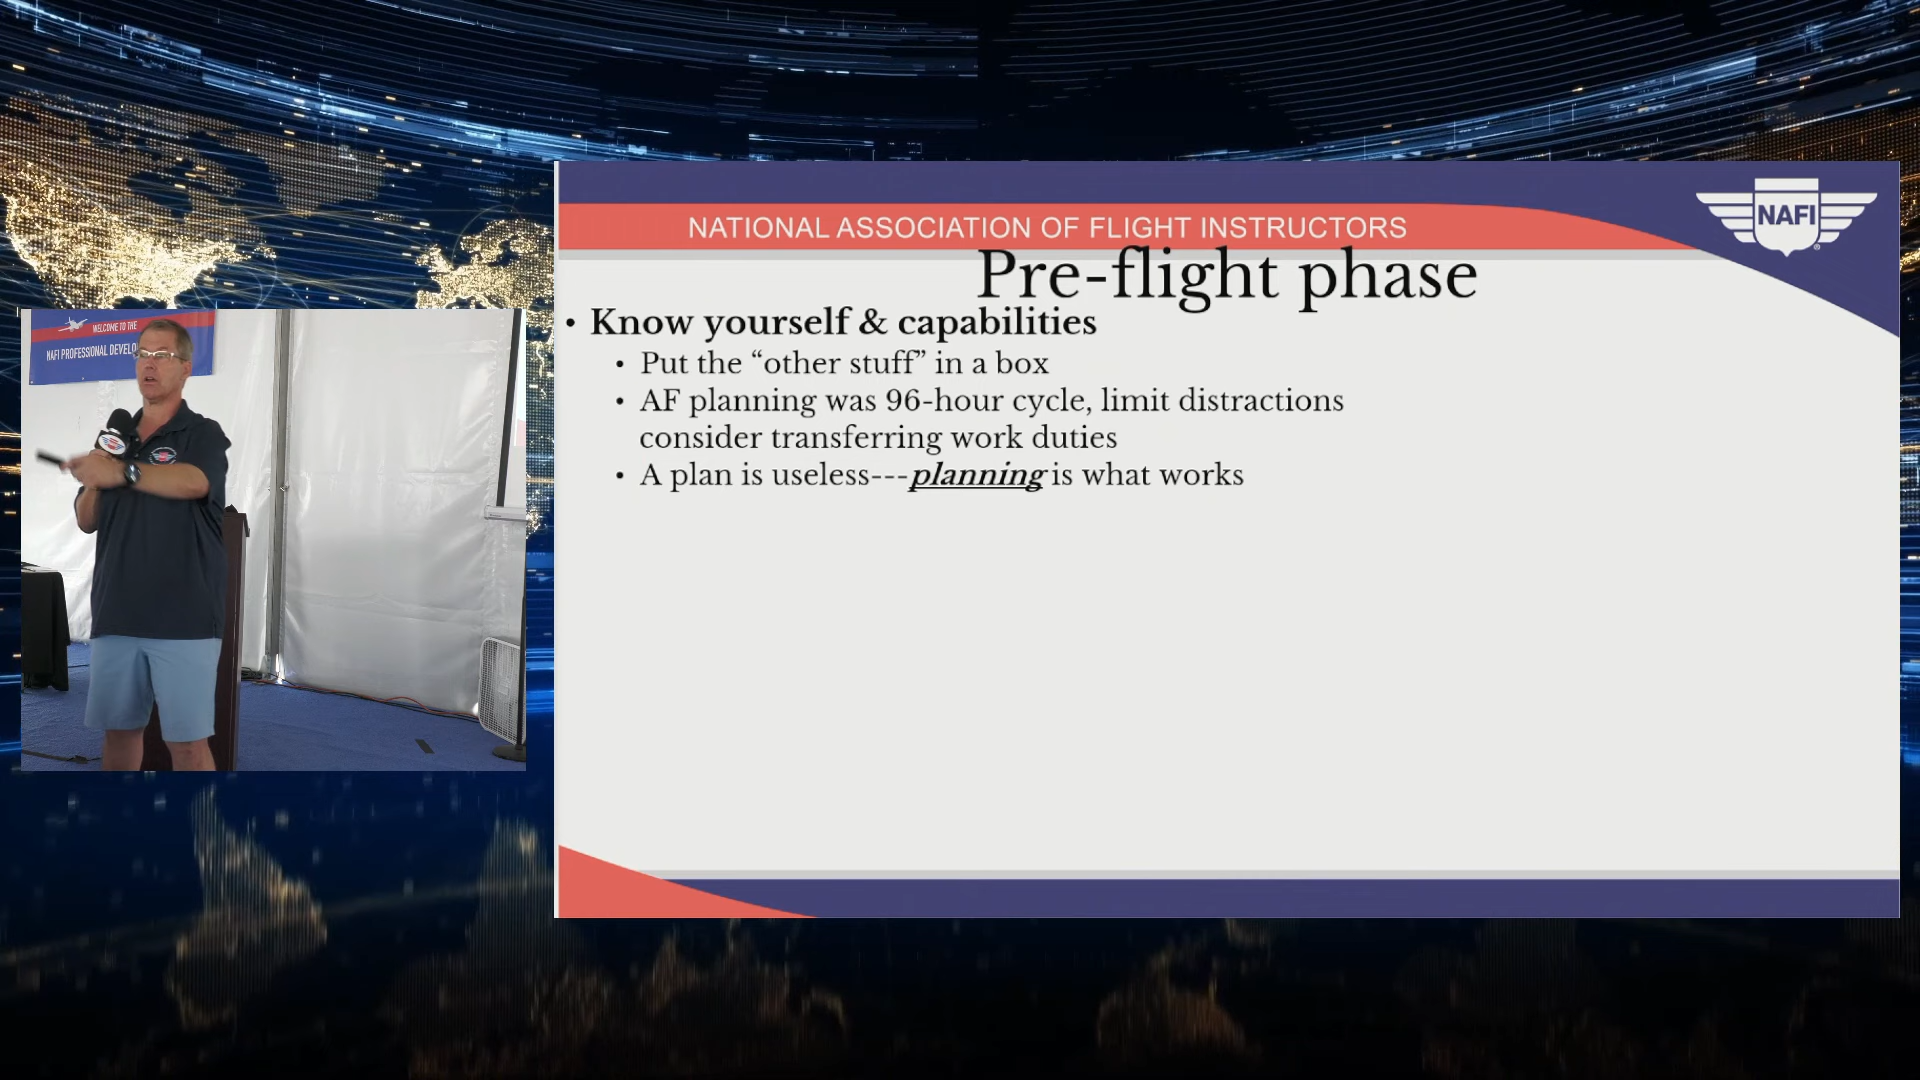 WELCOME TO THE
NAFI PROFESSIONAL DEVELO
NATIONAL ASSOCIATION OF FLIGHT INSTRUCTORS
NAFI
Pre-flight phase
• Know yourself & capabilities
• Put the “other stuff” in a box
• AF planning was 96-hour cycle, limit distractions
consider transferring work duties
• A plan is useless---planning is what works